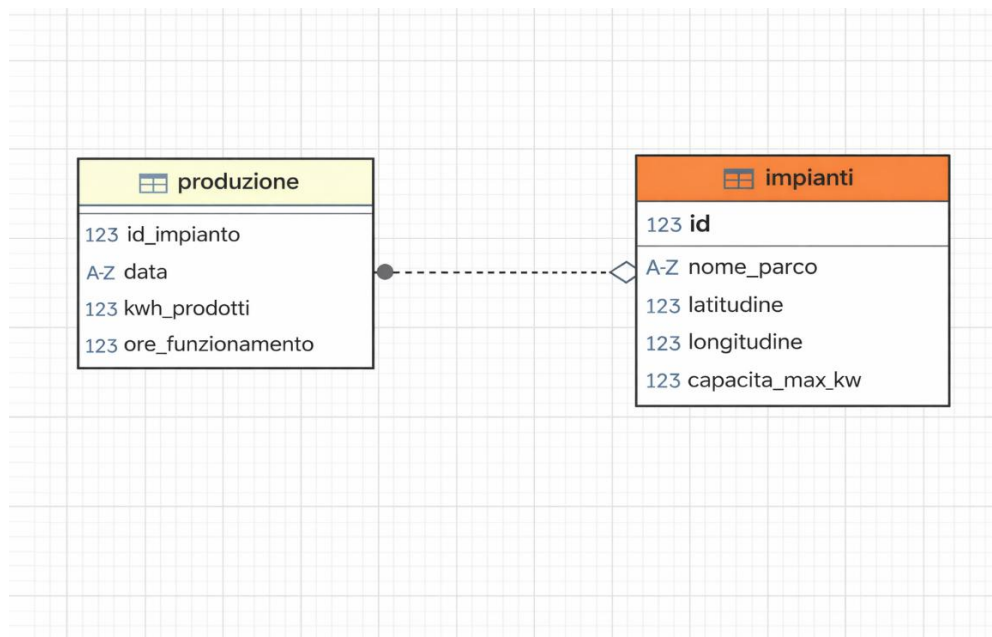 produzione
123 id_impianto
A-Z data
123 kwh_prodotti
123 ore_funzionamento
impianti
123 id
A-Z nome_parco
123 latitudine
123 longitudine
123 capacita_max_kw